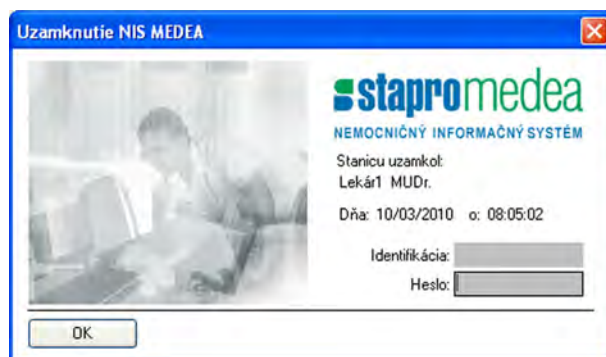 Uzamknutie NIS MEDEA
stapromedea
NEMOCNIČNÝ INFORMAČNÝ SYSTÉM
Stanicu uzamkol:
Lekár1 MUDr.
Dňa: 10/03/2010 o: 08:05:02
Identifikácia:
Heslo:
OK